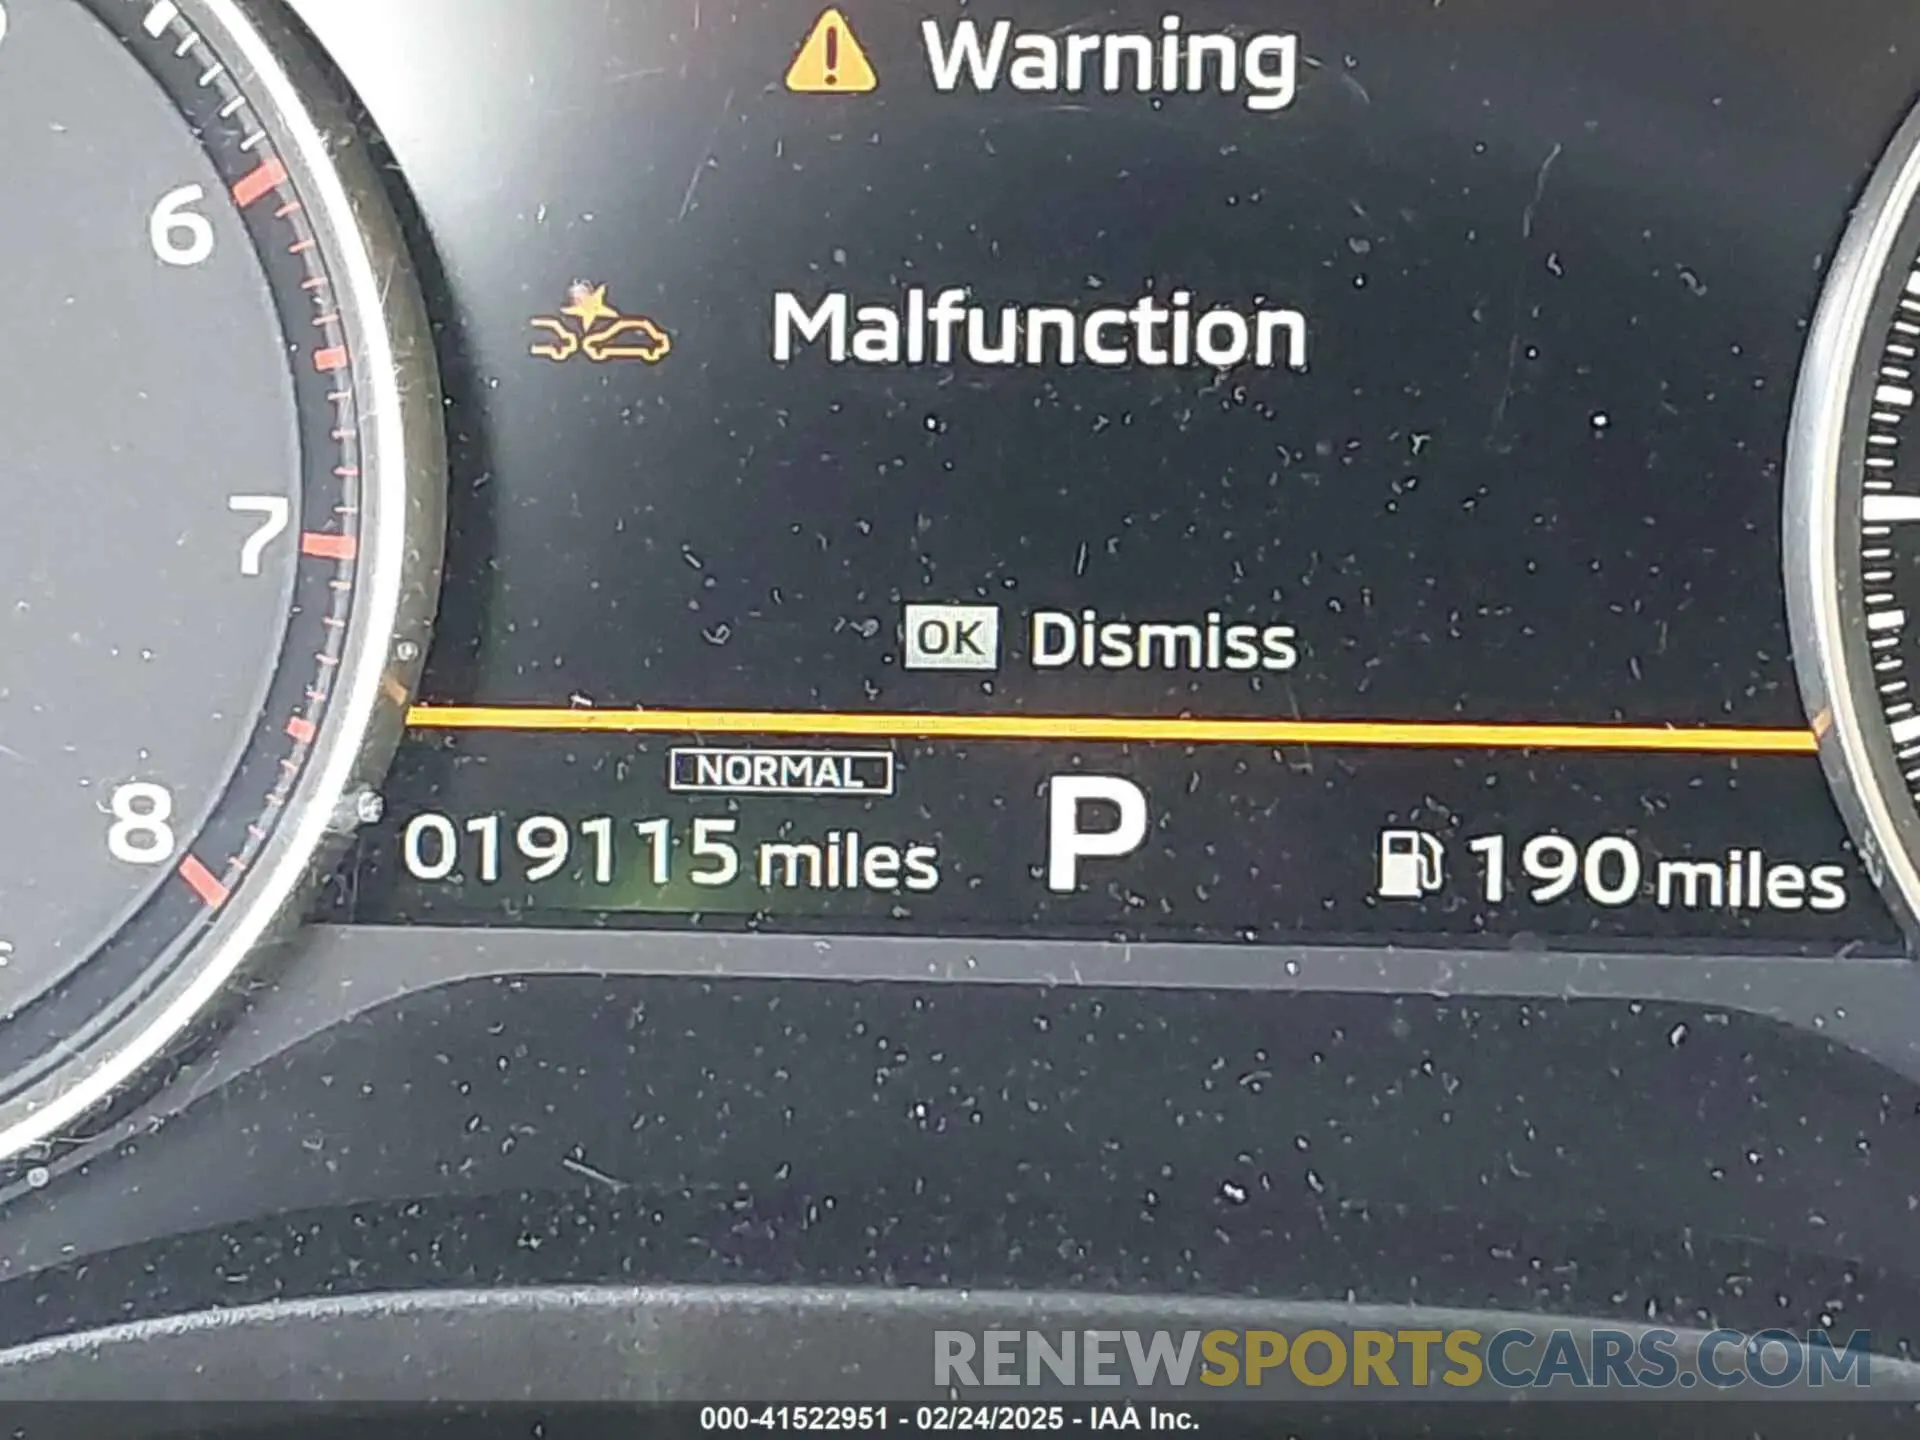 Warning
6
Malfunction
7
OK Dismiss
NORMAL
8
019115 miles P 190 miles
RENEWSPORTSCARS.COM
000-41522951 - 02/24/2025 - IAA Inc.